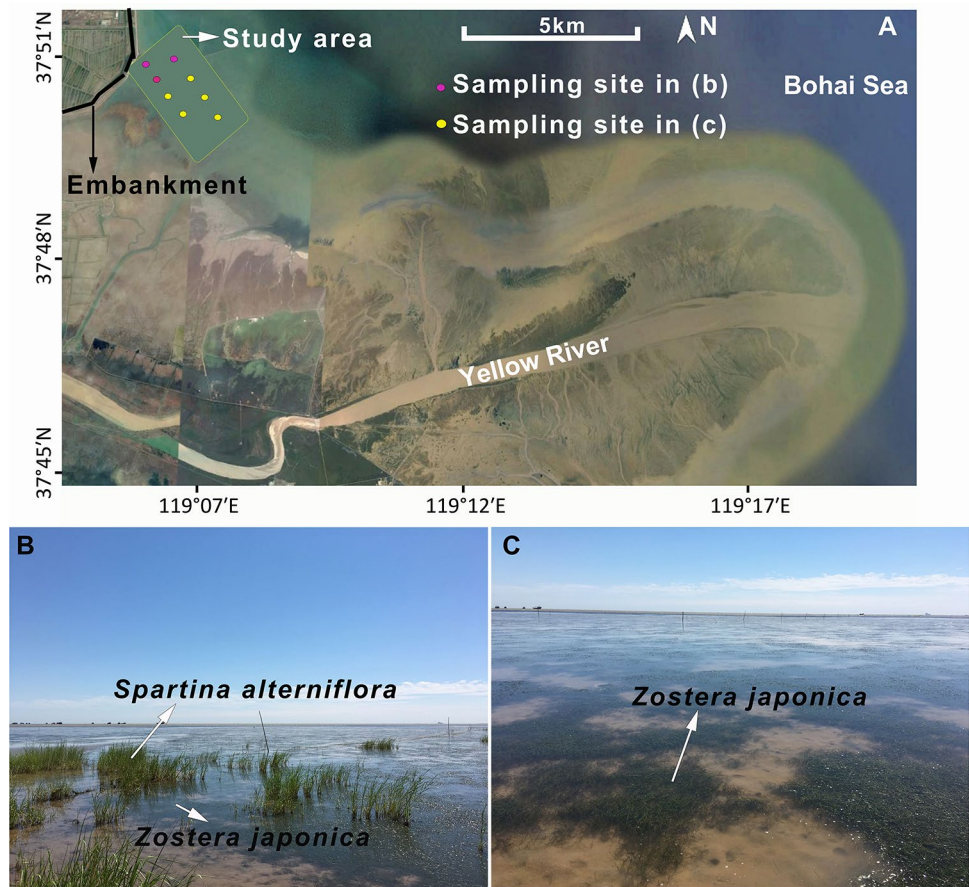 A
5km
N
Study area
Sampling site in (b)
Bohai Sea
Sampling site in (c)
Embankment
Yellow River
37°51′N
37°48′N
37°45′N
119°07′E
119°12′E
119°17′E
B
Spartina alterniflora
Zostera japonica
C
Zostera japonica